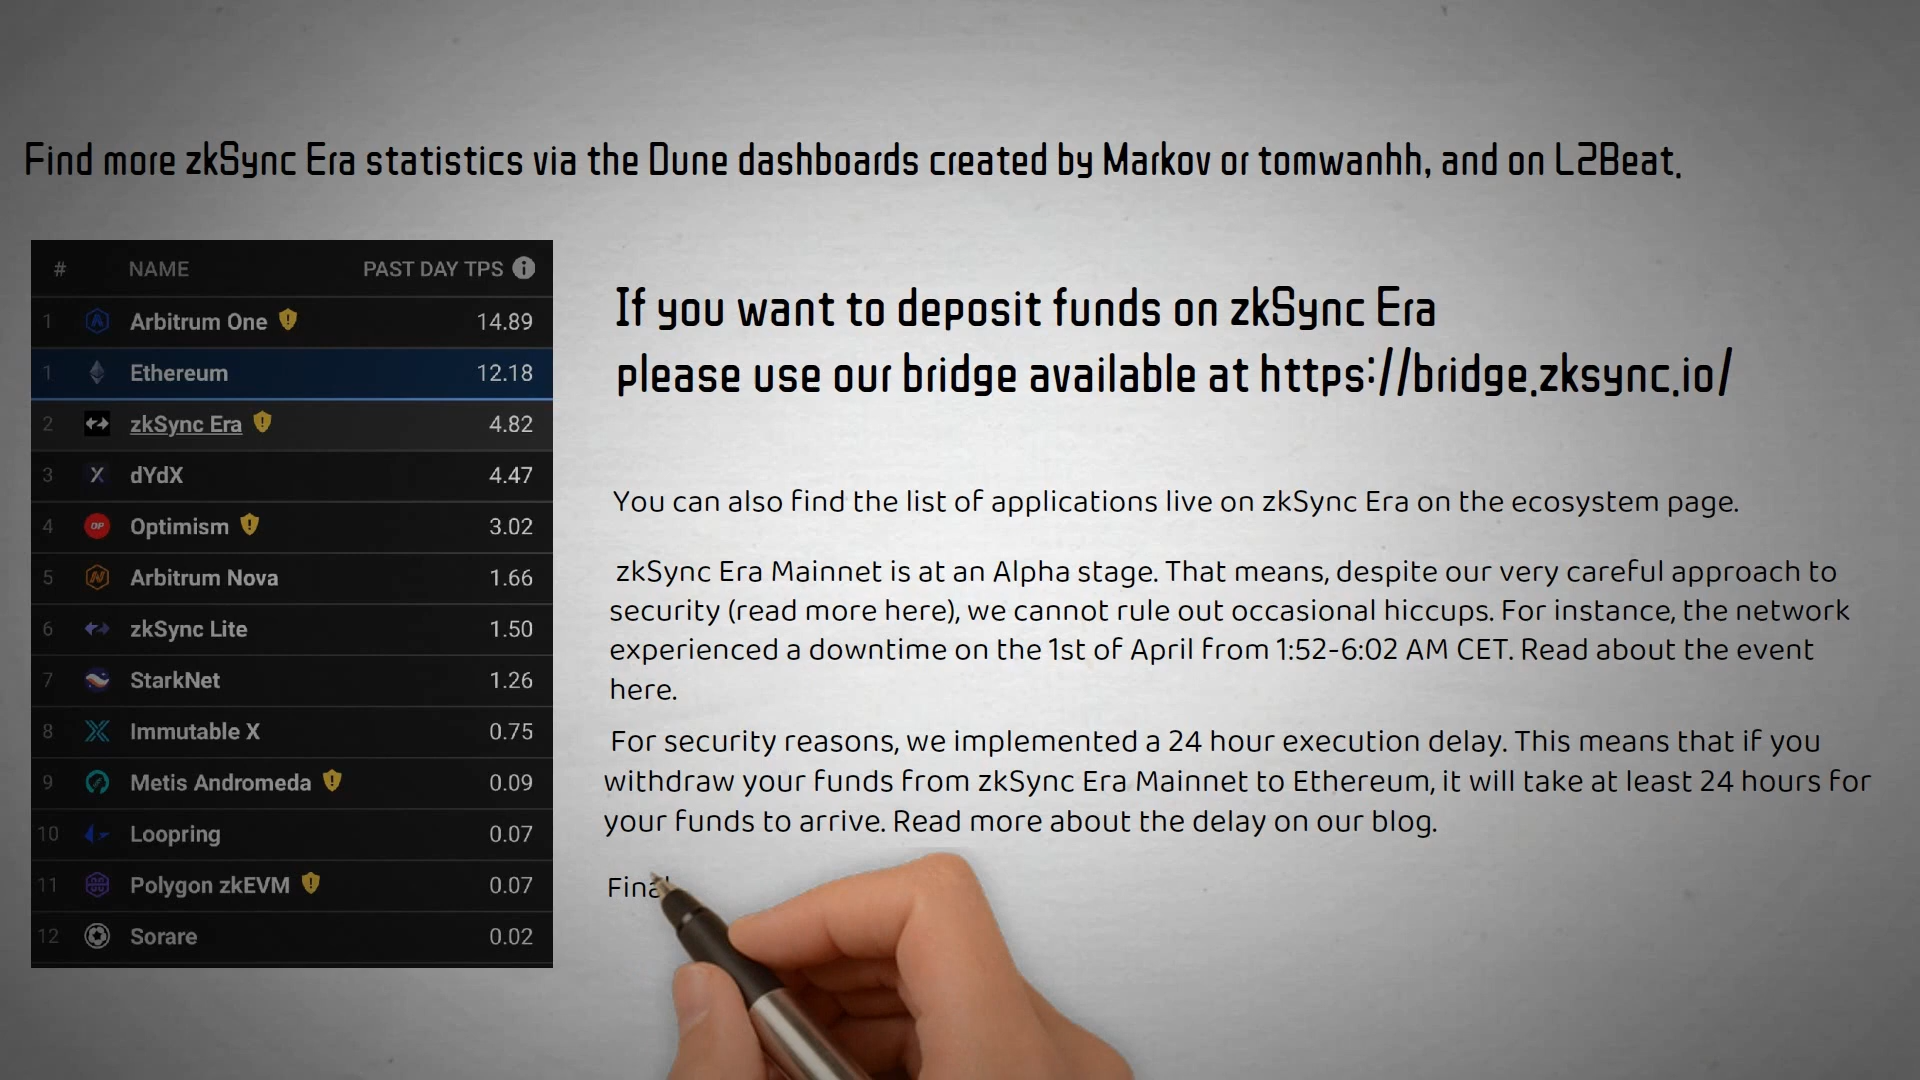 Find more zkSync Era statistics via the Dune dashboards created by Markov or tomwanhh, and on L2Beat.
# NAME PAST DAY TPS i
1 Arbitrum One 14.89
1 Ethereum 12.18
2 zkSync Era 4.82
3 dYdX 4.47
4 OP Optimism 3.02
5 Arbitrum Nova 1.66
6 zkSync Lite 1.50
7 StarkNet 1.26
8 Immutable X 0.75
9 Metis Andromeda 0.09
10 Loopring 0.07
11 Polygon zkEVM 0.07
12 Sorare 0.02
If you want to deposit funds on zkSync Era
please use our bridge available at https://bridge.zksync.io/
You can also find the list of applications live on zkSync Era on the ecosystem page.
zkSync Era Mainnet is at an Alpha stage. That means, despite our very careful approach to
security (read more here), we cannot rule out occasional hiccups. For instance, the network
experienced a downtime on the 1st of April from 1:52-6:02 AM CET. Read about the event
here.
For security reasons, we implemented a 24 hour execution delay. This means that if you
withdraw your funds from zkSync Era Mainnet to Ethereum, it will take at least 24 hours for
your funds to arrive. Read more about the delay on our blog.
Final